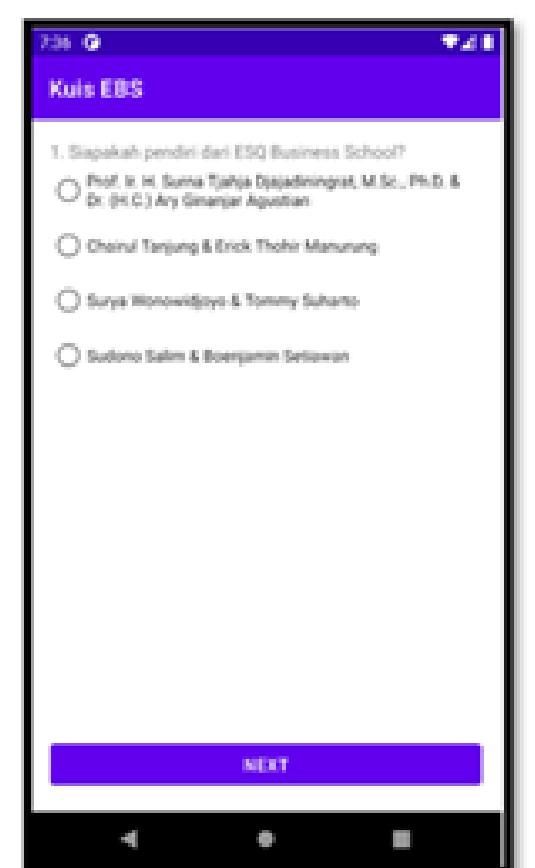 7:36
Kuis EBS
1. Siapakah pendiri dari ESQ Business School?
Prof. Ir. H. Surna Tjahja Djajadiningrat, M.Sc., Ph.D. &
Dr. (H.C.) Ary Ginanjar Agustian
Chairul Tanjung & Erick Thohir Manurung
Surya Wonowidjoyo & Tommy Suharto
Sudono Salim & Boenjamin Setiawan
NEXT